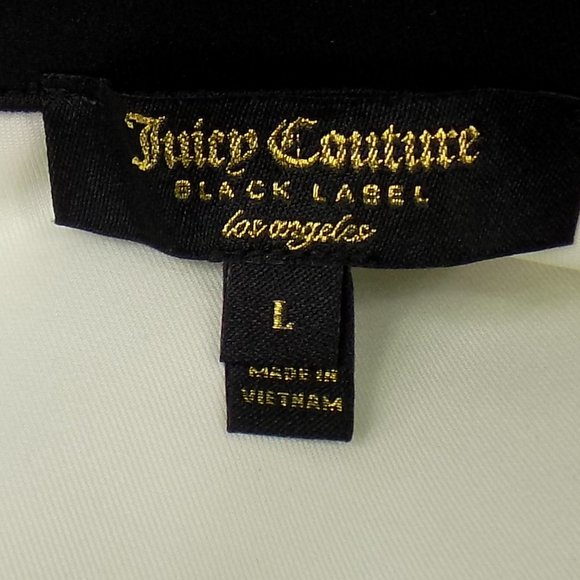 Juicy Couture
BLACK LABEL
los angeles
L
MADE IN
VIETNAM